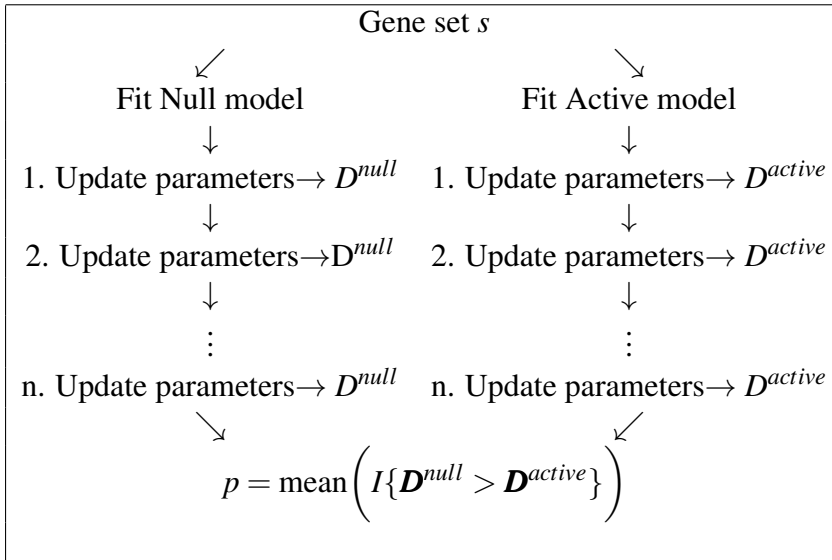 Gene set s
↙ ↘
Fit Null model Fit Active model
↓ ↓
1. Update parameters→ D^{null} 1. Update parameters→ D^{active}
↓ ↓
2. Update parameters→D^{null} 2. Update parameters→ D^{active}
↓ ↓
⋮ ⋮
n. Update parameters→ D^{null} n. Update parameters→ D^{active}
↘ ↙
p = mean(I{D^{null} > D^{active}})